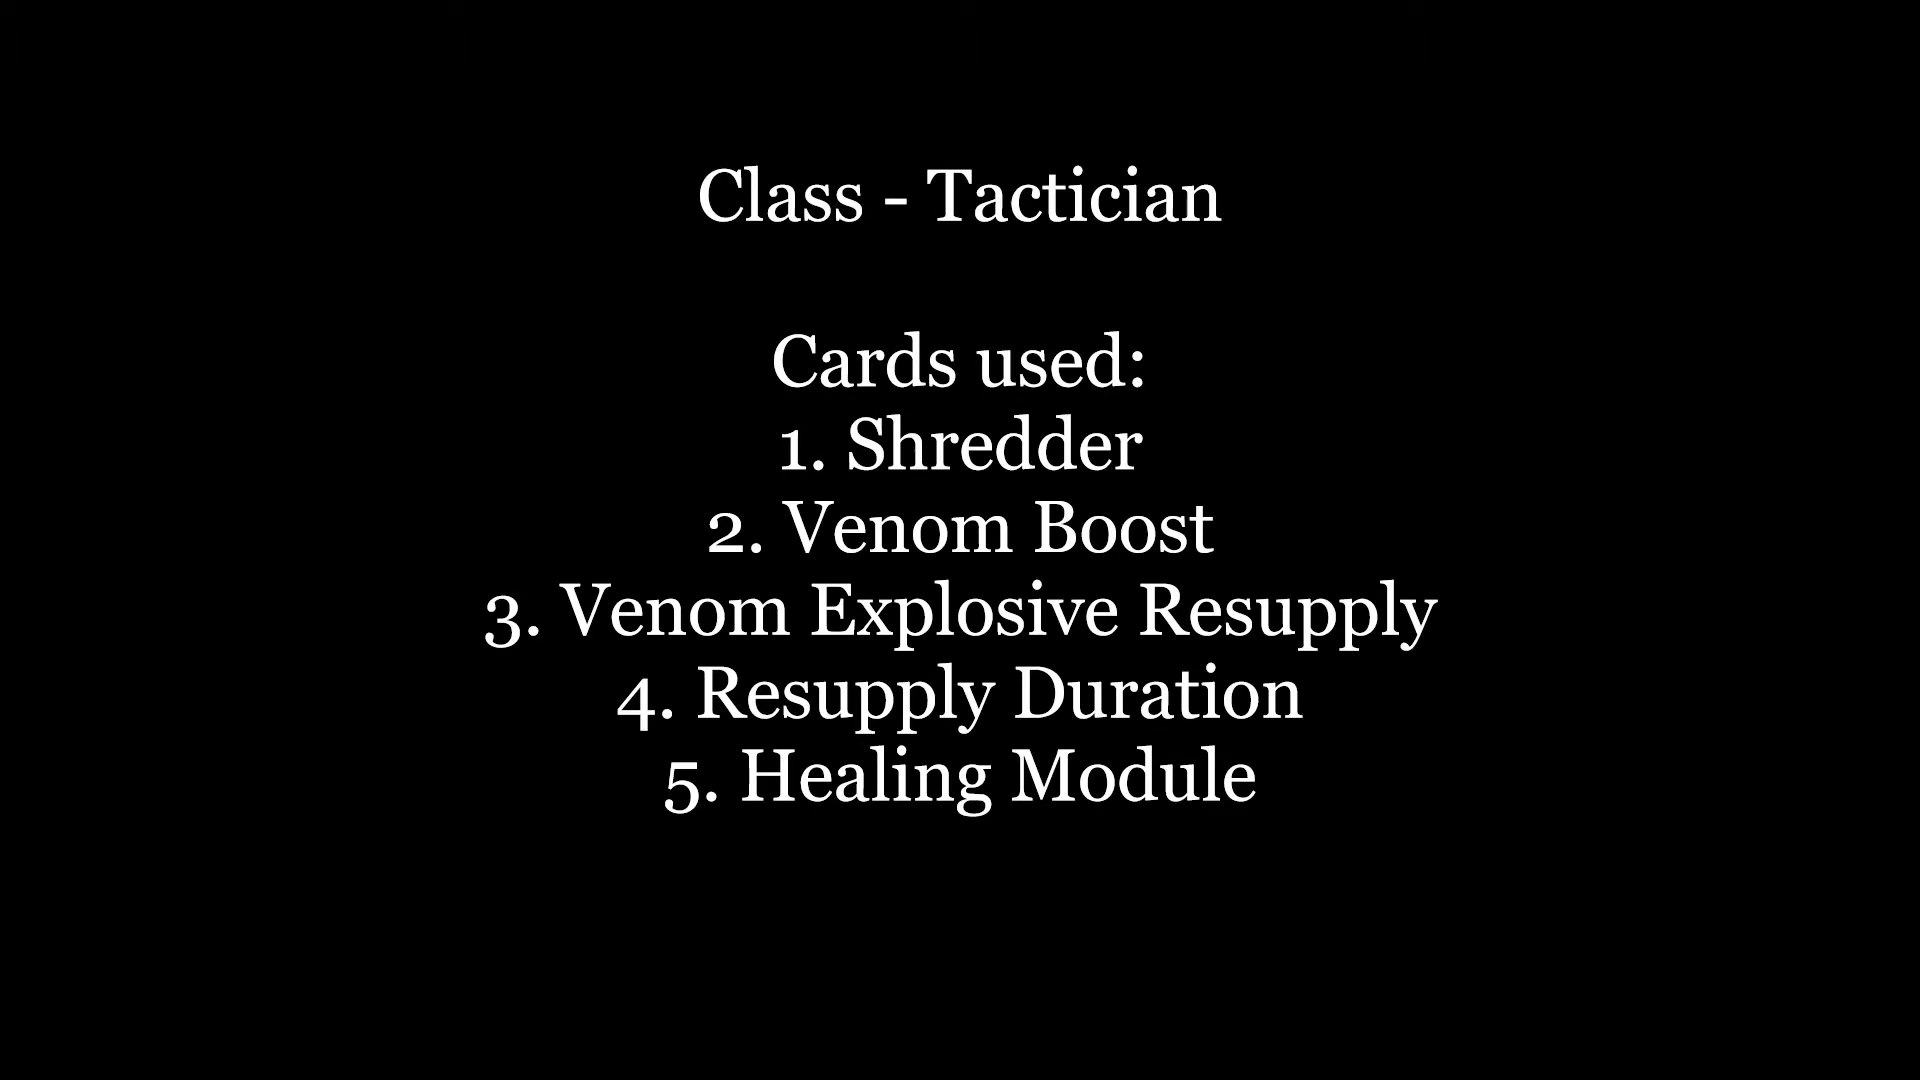 Class - Tactician
Cards used:
1. Shredder
2. Venom Boost
3. Venom Explosive Resupply
4. Resupply Duration
5. Healing Module